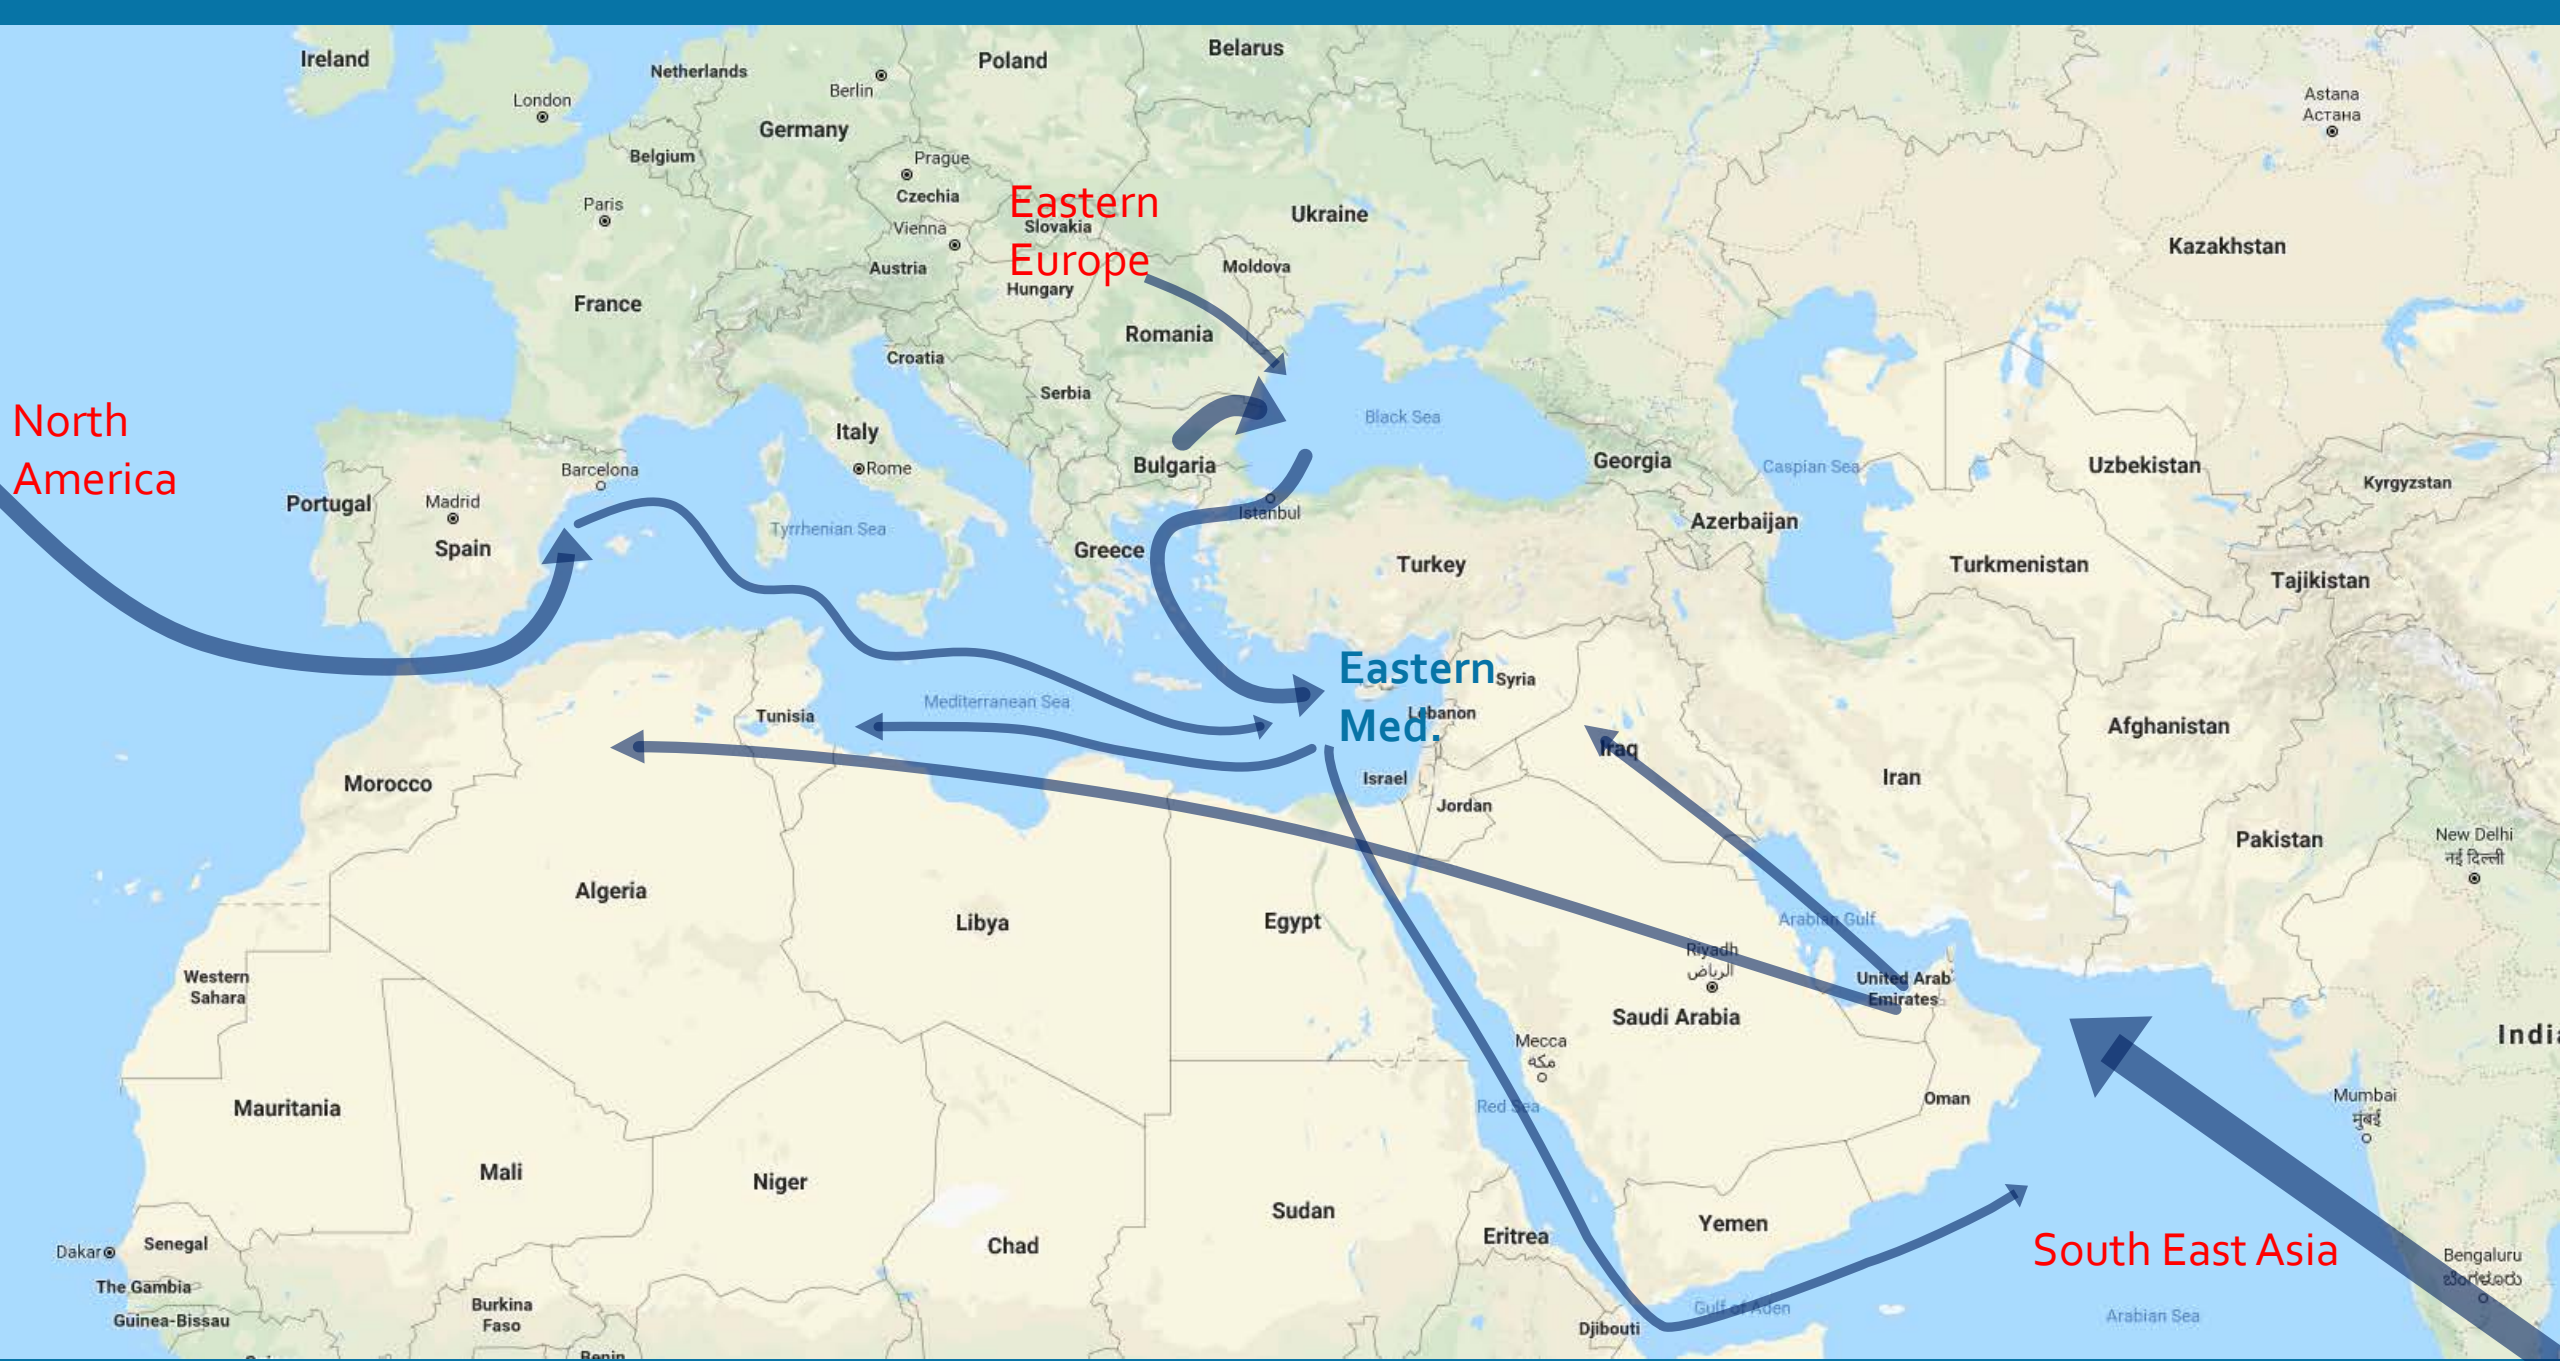 Ireland
Netherlands
Poland
Belarus
London
Berlin
Germany
Astana
Астана
Belgium
Prague
Czechia
Paris
Vienna
Eastern
Europe
Slovakia
Ukraine
Austria
Hungary
Moldova
Kazakhstan
France
Romania
Croatia
Serbia
Black Sea
North
America
Italy
Rome
Barcelona
Bulgaria
Georgia
Caspian Sea
Uzbekistan
Kyrgyzstan
Portugal
Madrid
Spain
Tyrrhenian Sea
Istanbul
Greece
Turkey
Azerbaijan
Turkmenistan
Tajikistan
Eastern
Med.
Syria
Lebanon
Mediterranean Sea
Tunisia
Iraq
Afghanistan
Morocco
Israel
Jordan
Iran
Pakistan
New Delhi
नई दिल्ली
Algeria
Libya
Egypt
Arabian Gulf
Riyadh
الرياض
Western
Sahara
United Arab
Emirates
Saudi Arabia
Mecca
مكة
India
Mauritania
Red Sea
Oman
Mumbai
मुंबई
Mali
Niger
Sudan
Eritrea
Yemen
Dakar
Senegal
Chad
South East Asia
Bengaluru
ಬೆಂಗಳೂರು
The Gambia
Guinea-Bissau
Burkina
Faso
Gulf of Aden
Djibouti
Arabian Sea
Benin